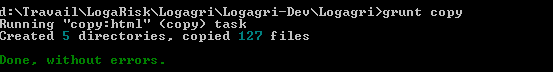 d:\Travail\LogaRisk\Logagri\Logagri-Dev\Logagri>grunt copy
Running "copy:html" (copy) task
Created 5 directories, copied 127 files
Done, without errors.